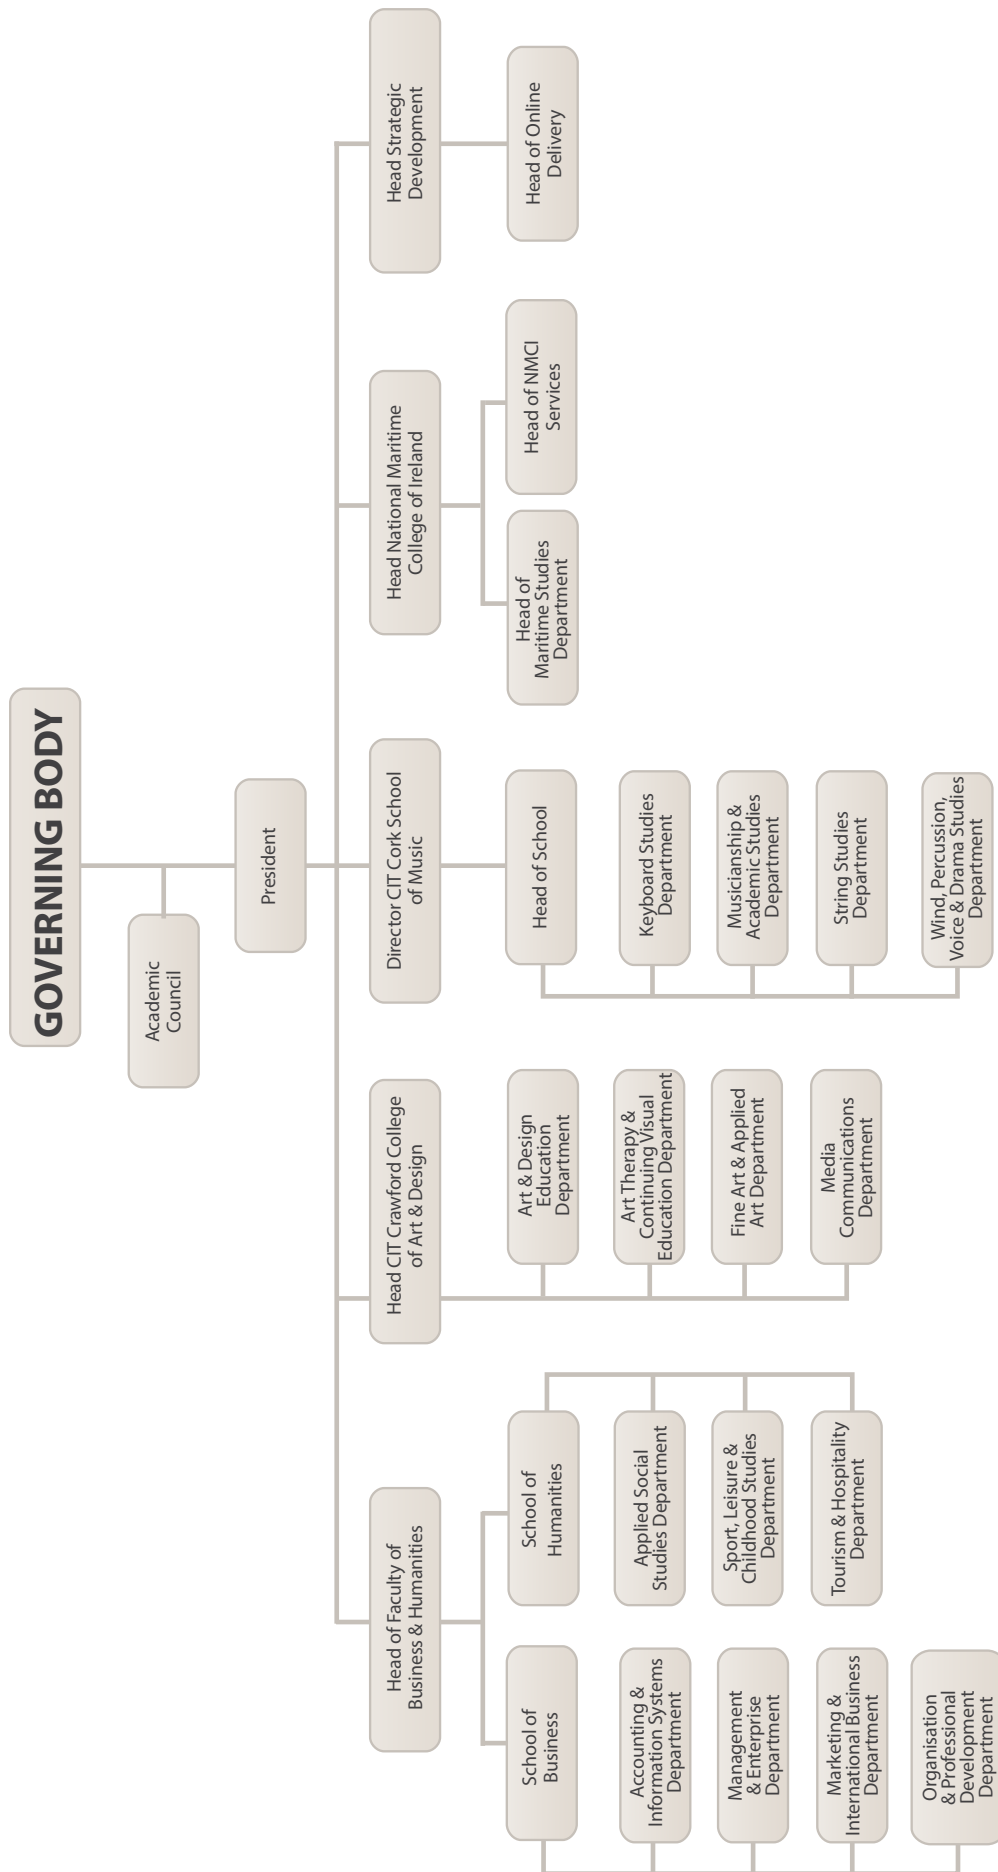 GOVERNING BODY
Academic
Council
President
Head of Faculty of
Business & Humanities
Head CIT Crawford College
of Art & Design
Director CIT Cork School
of Music
Head National Maritime
College of Ireland
Head Strategic
Development
School of
Business
School of
Humanities
Art & Design
Education
Department
Head of School
Head of
Maritime Studies
Department
Head of NMCI
Services
Head of Online
Delivery
Accounting &
Information Systems
Department
Applied Social
Studies Department
Art Therapy &
Continuing Visual
Education Department
Keyboard Studies
Department
Management
& Enterprise
Department
Sport, Leisure &
Childhood Studies
Department
Fine Art & Applied
Art Department
Musicianship &
Academic Studies
Department
Marketing &
International Business
Department
Tourism & Hospitality
Department
Media
Communications
Department
String Studies
Department
Organisation
& Professional
Development
Department
Wind, Percussion,
Voice & Drama Studies
Department